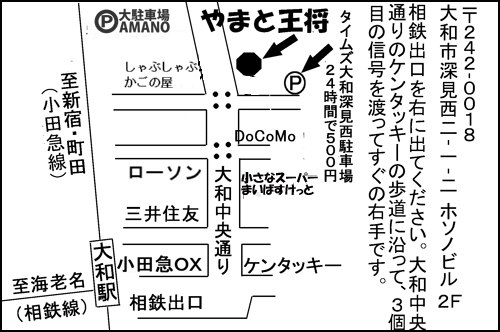 〒242-0018
大和市深見西二-一-二 ホソノビル 2F
相鉄出口を右に出てください。大和中央
通りのケンタッキーの歩道に沿って、3個
目の信号を渡ってすぐの右手です。
Ⓟ大駐車場
AMANO
やまと王将
しゃぶしゃぶ
かごの屋
Ⓟ
タイムズ大和深見西駐車場
24時間で500円
至新宿・町田
(小田急線)
DoCoMo
ローソン
小さなスーパー
まいばすけっと
三井住友
大和中央通り
小田急OX
ケンタッキー
大和駅
至海老名
(相鉄線)
相鉄出口